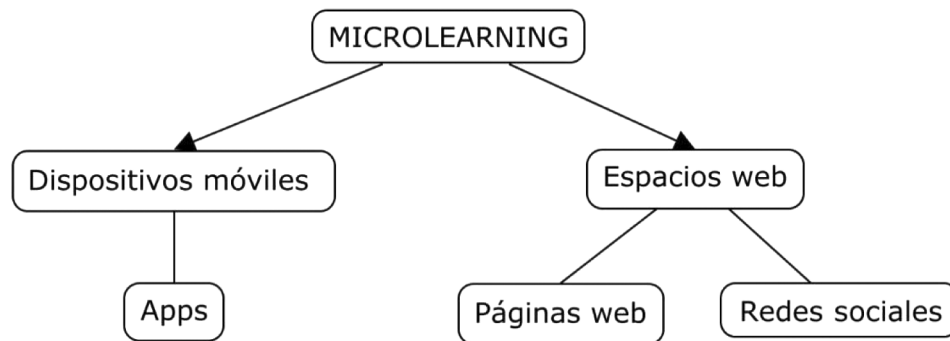 MICROLEARNING
Dispositivos móviles
Espacios web
Apps
Páginas web
Redes sociales